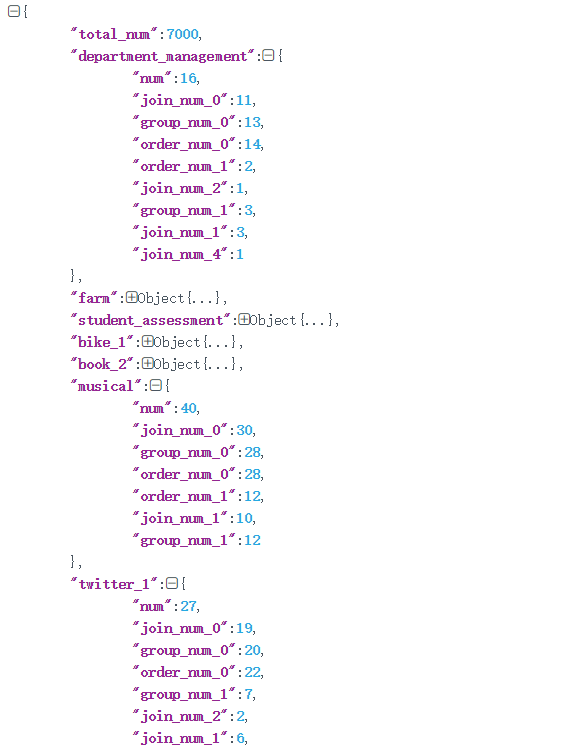 {
"total_num":7000,
"department_management":{
"num":16,
"join_num_0":11,
"group_num_0":13,
"order_num_0":14,
"order_num_1":2,
"join_num_2":1,
"group_num_1":3,
"join_num_1":3,
"join_num_4":1
},
"farm":Object{...},
"student_assessment":Object{...},
"bike_1":Object{...},
"book_2":Object{...},
"musical":{
"num":40,
"join_num_0":30,
"group_num_0":28,
"order_num_0":28,
"order_num_1":12,
"join_num_1":10,
"group_num_1":12
},
"twitter_1":{
"num":27,
"join_num_0":19,
"group_num_0":20,
"order_num_0":22,
"group_num_1":7,
"join_num_2":2,
"join_num_1":6,